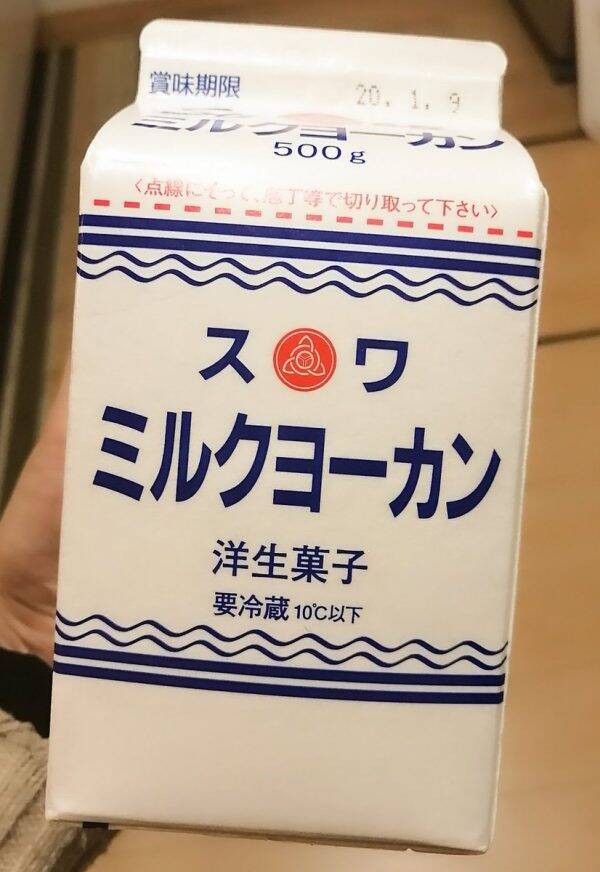 賞味期限 20. 1. 9
ミルクヨーカン
500g
〈点線にそって、庖丁等で切り取って下さい〉
スワ
ミルクヨーカン
洋生菓子
要冷蔵 10℃以下